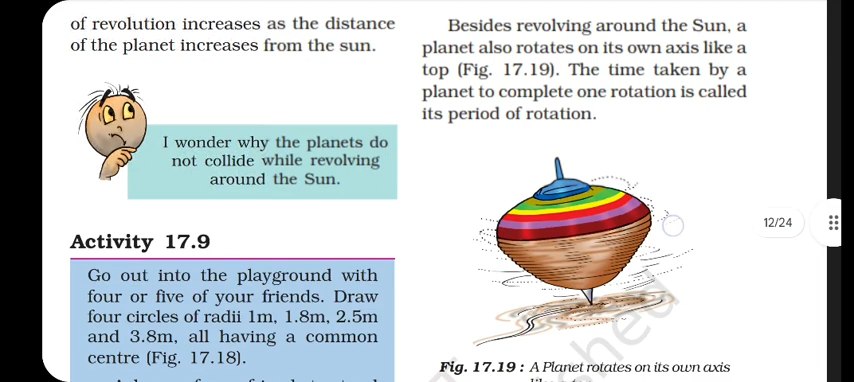 of revolution increases as the distance
of the planet increases from the sun.
I wonder why the planets do
not collide while revolving
around the Sun.
Activity 17.9
Go out into the playground with
four or five of your friends. Draw
four circles of radii 1m, 1.8m, 2.5m
and 3.8m, all having a common
centre (Fig. 17.18).
Besides revolving around the Sun, a
planet also rotates on its own axis like a
top (Fig. 17.19). The time taken by a
planet to complete one rotation is called
its period of rotation.
Fig. 17.19 : A Planet rotates on its own axis
12/24